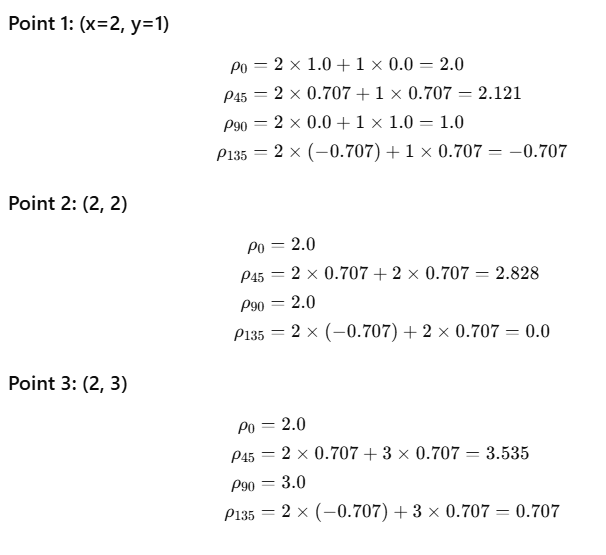 Point 1: (x=2, y=1)
ρ₀ = 2 × 1.0 + 1 × 0.0 = 2.0
ρ₄₅ = 2 × 0.707 + 1 × 0.707 = 2.121
ρ₉₀ = 2 × 0.0 + 1 × 1.0 = 1.0
ρ₁₃₅ = 2 × (−0.707) + 1 × 0.707 = −0.707
Point 2: (2, 2)
ρ₀ = 2.0
ρ₄₅ = 2 × 0.707 + 2 × 0.707 = 2.828
ρ₉₀ = 2.0
ρ₁₃₅ = 2 × (−0.707) + 2 × 0.707 = 0.0
Point 3: (2, 3)
ρ₀ = 2.0
ρ₄₅ = 2 × 0.707 + 3 × 0.707 = 3.535
ρ₉₀ = 3.0
ρ₁₃₅ = 2 × (−0.707) + 3 × 0.707 = 0.707